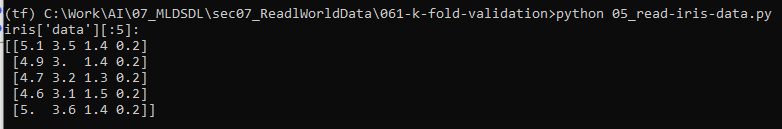 (tf) C:\Work\AI\07_MLDSDL\sec07_ReadlWorldData\061-k-fold-validation>python 05_read-iris-data.py
iris['data'][:5]:
[[5.1 3.5 1.4 0.2]
 [4.9 3.  1.4 0.2]
 [4.7 3.2 1.3 0.2]
 [4.6 3.1 1.5 0.2]
 [5.  3.6 1.4 0.2]]